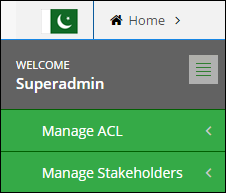 Home
WELCOME
Superadmin
Manage ACL
Manage Stakeholders